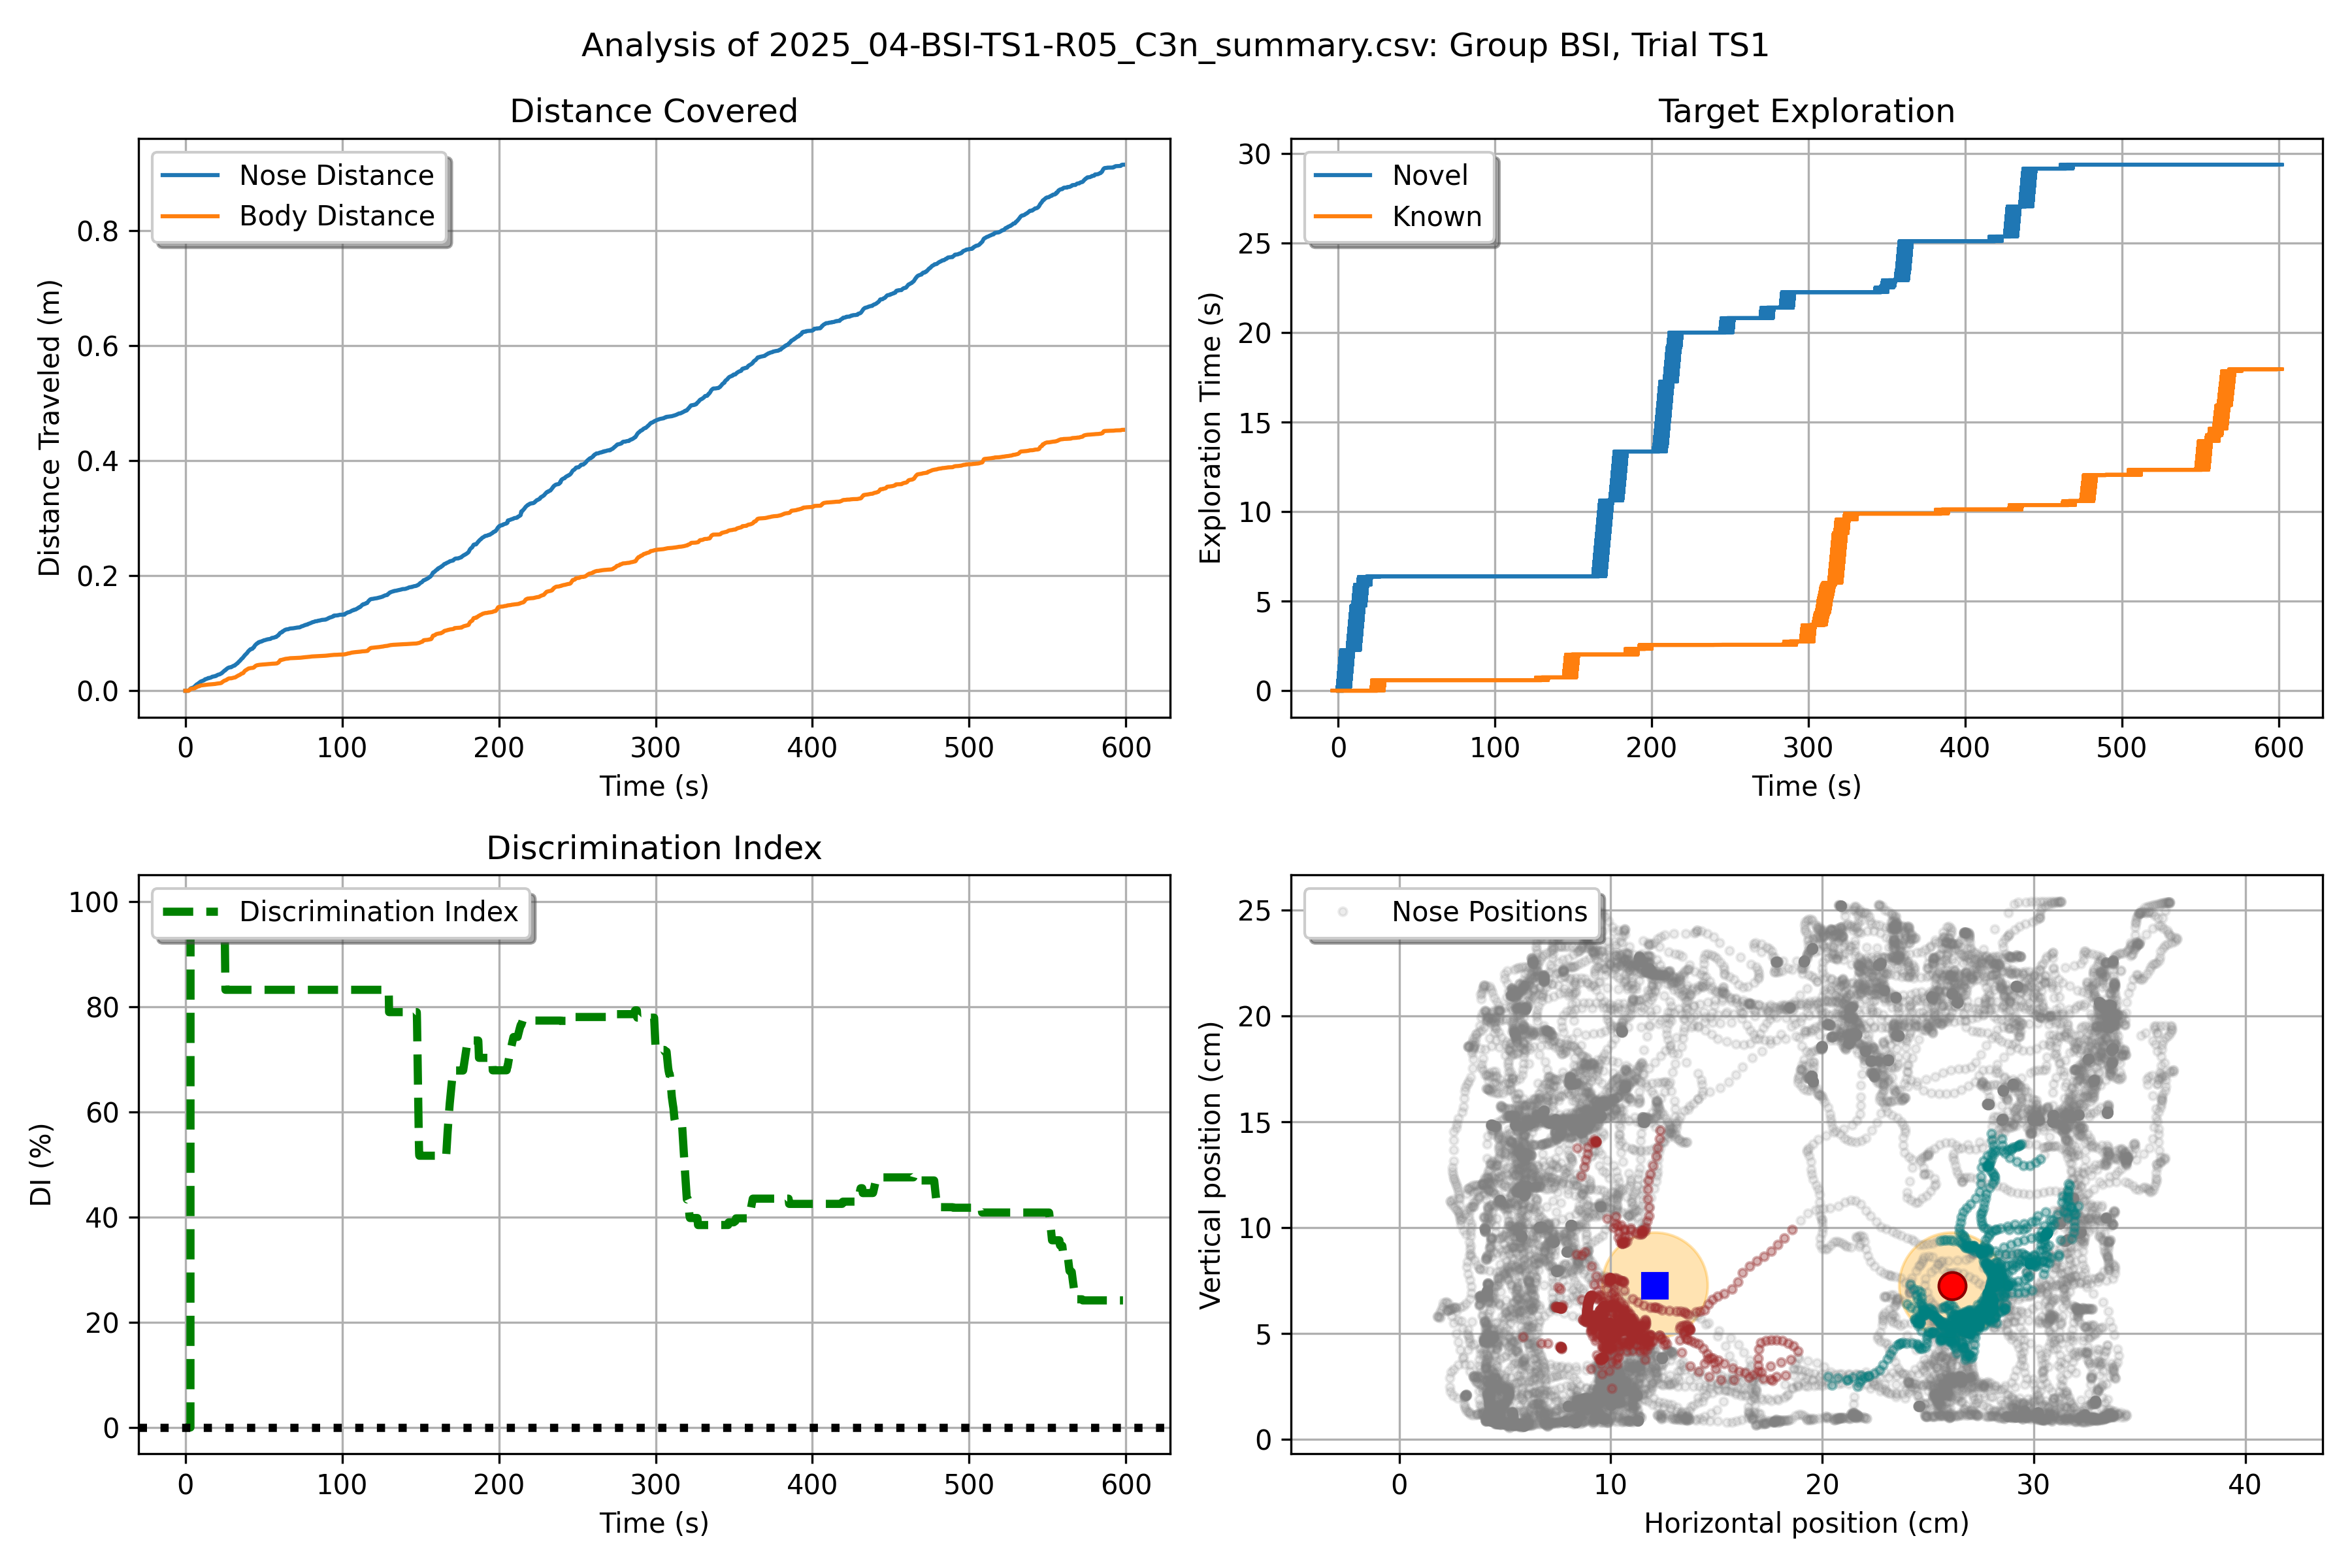 Analysis of 2025_04-BSI-TS1-R05_C3n_summary.csv: Group BSI, Trial TS1
Distance Covered
Nose Distance
Body Distance
Distance Traveled (m)
0.8
0.6
0.4
0.2
0.0
0 100 200 300 400 500 600
Time (s)
Target Exploration
Novel
Known
Exploration Time (s)
30
25
20
15
10
5
0
0 100 200 300 400 500 600
Time (s)
Discrimination Index
Discrimination Index
DI (%)
100
80
60
40
20
0
0 100 200 300 400 500 600
Time (s)
Nose Positions
Vertical position (cm)
25
20
15
10
5
0
0 10 20 30 40
Horizontal position (cm)